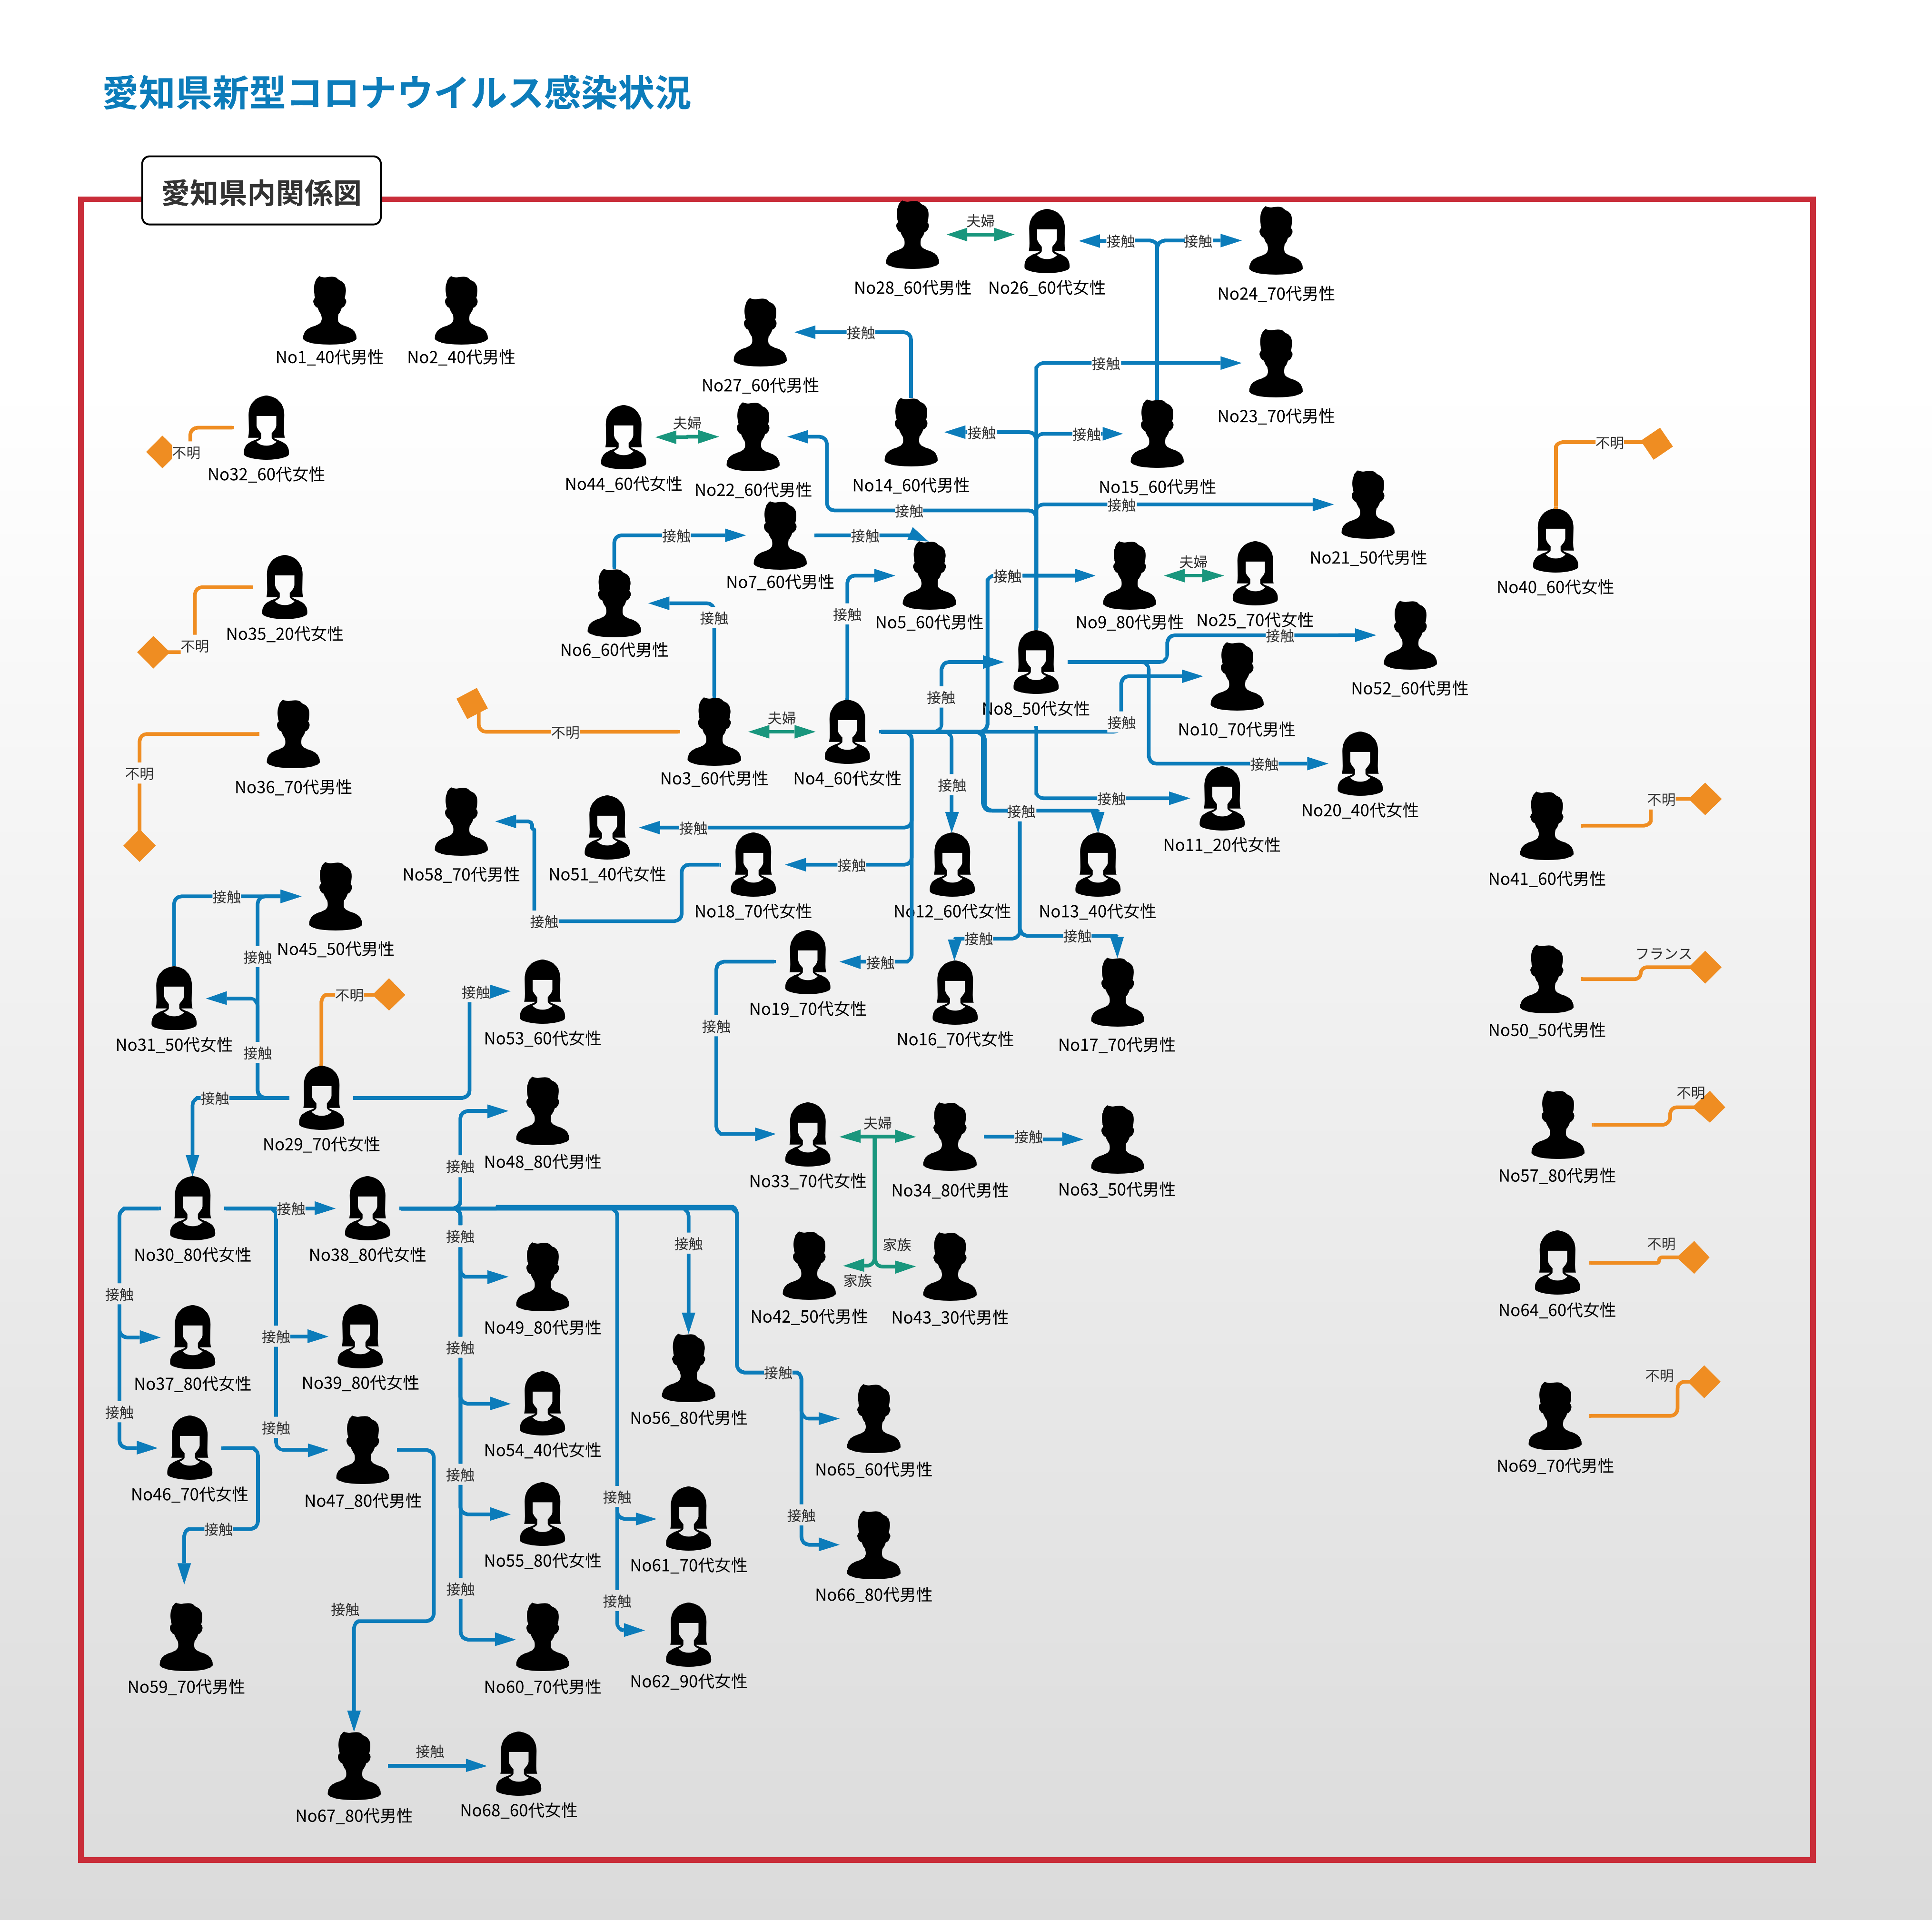 愛知県新型コロナウイルス感染状況
愛知県内関係図
夫婦
接触
接触
No28_60代男性
No26_60代女性
No24_70代男性
No1_40代男性
No2_40代男性
接触
接触
No27_60代男性
No23_70代男性
不明
No32_60代女性
夫婦
接触
接触
不明
No44_60代女性
No22_60代男性
No14_60代男性
No15_60代男性
接触
接触
接触
接触
No21_50代男性
No7_60代男性
接触
夫婦
No40_60代女性
No35_20代女性
不明
No6_60代男性
接触
接触
No5_60代男性
No9_80代男性
No25_70代女性
接触
接触
No8_50代女性
No52_60代男性
不明
夫婦
接触
No10_70代男性
No36_70代男性
不明
No3_60代男性
No4_60代女性
接触
接触
接触
接触
No20_40代女性
不明
No58_70代男性
No51_40代女性
接触
接触
No11_20代女性
No41_60代男性
接触
No18_70代女性
No12_60代女性
No13_40代女性
接触
接触
No45_50代男性
接触
接触
接触
接触
フランス
不明
接触
No53_60代女性
No19_70代女性
No16_70代女性
No17_70代男性
No50_50代男性
No31_50代女性
接触
接触
接触
No29_70代女性
夫婦
接触
不明
接触
No48_80代男性
No33_70代女性
No34_80代男性
No63_50代男性
No57_80代男性
接触
No30_80代女性
No38_80代女性
接触
接触
家族
家族
不明
接触
No49_80代男性
No42_50代男性
No43_30代男性
No64_60代女性
接触
接触
No37_80代女性
No39_80代女性
接触
不明
接触
接触
No54_40代女性
No56_80代男性
No65_60代男性
No69_70代男性
No46_70代女性
No47_80代男性
接触
接触
接触
接触
No55_80代女性
No61_70代女性
No66_80代男性
接触
接触
接触
No59_70代男性
No60_70代男性
No62_90代女性
接触
No67_80代男性
No68_60代女性